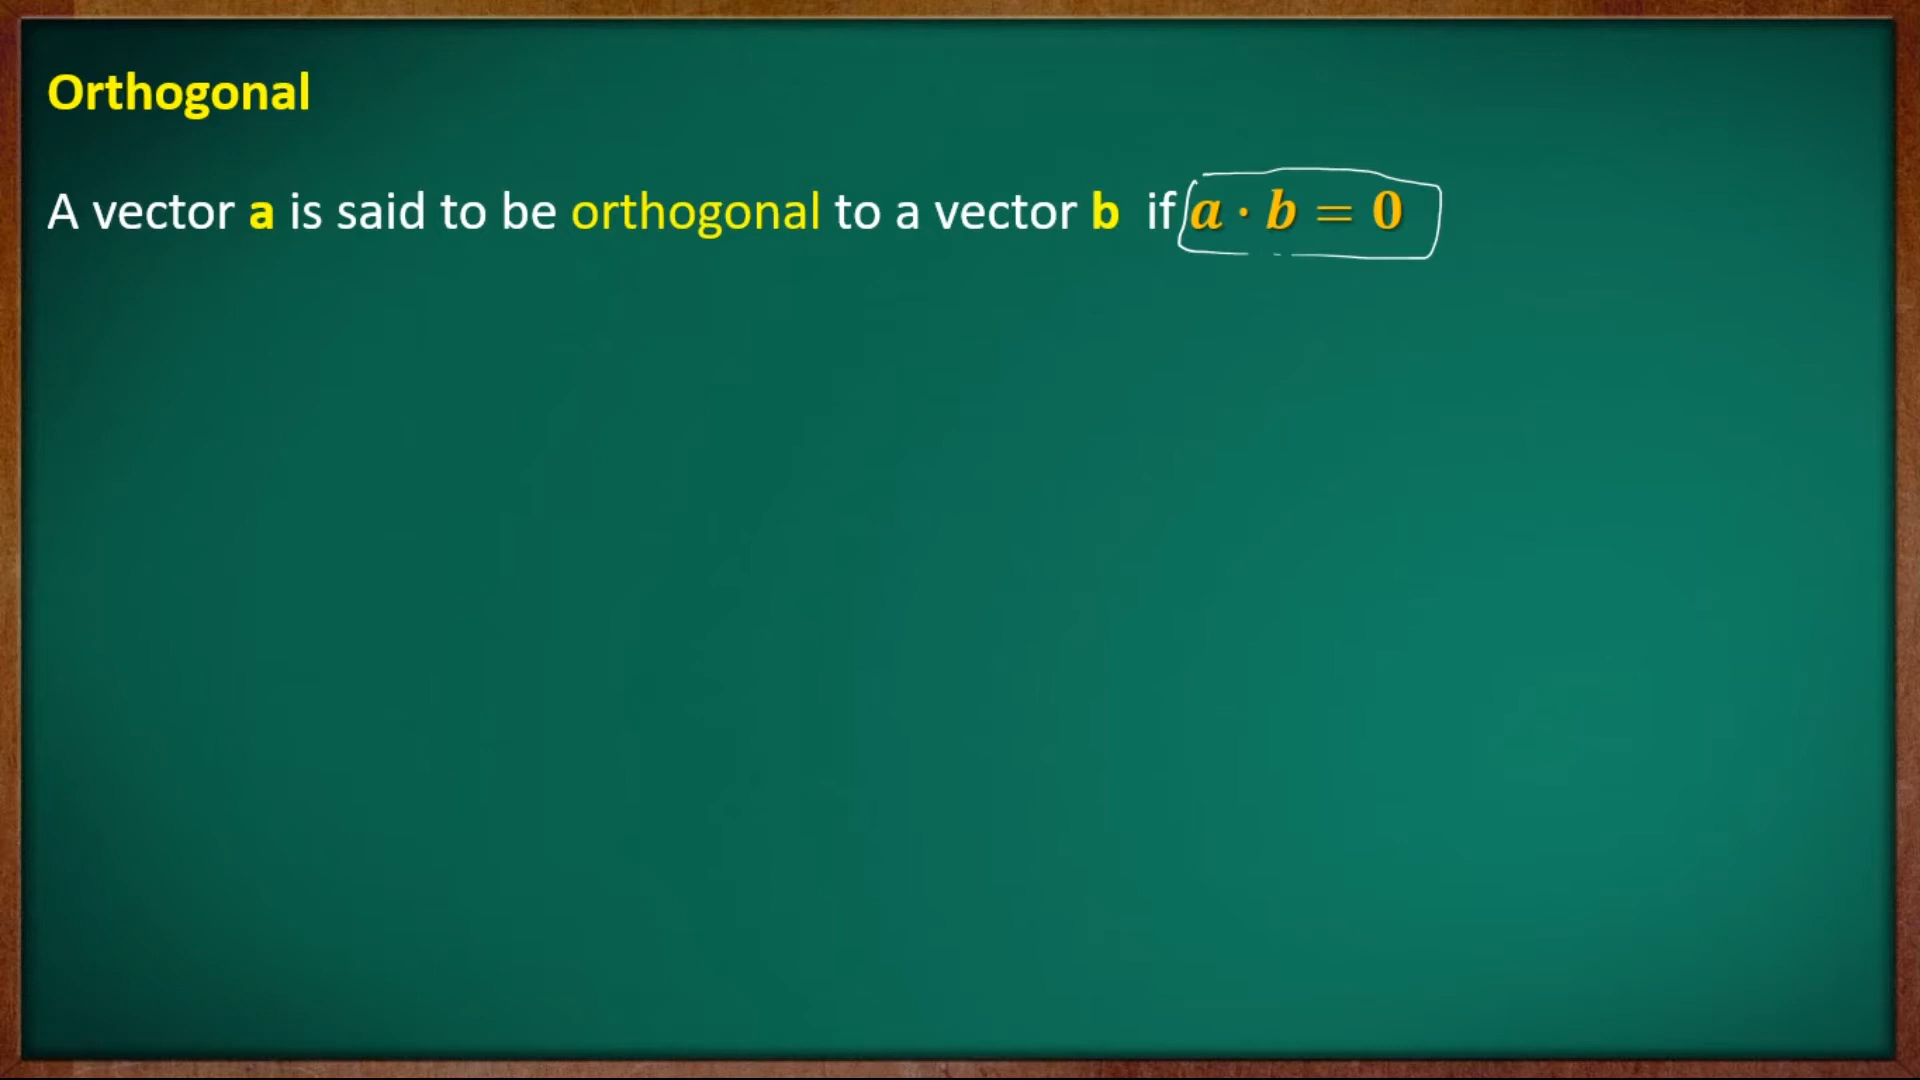 Orthogonal
A vector a is said to be orthogonal to a vector b if a · b = 0